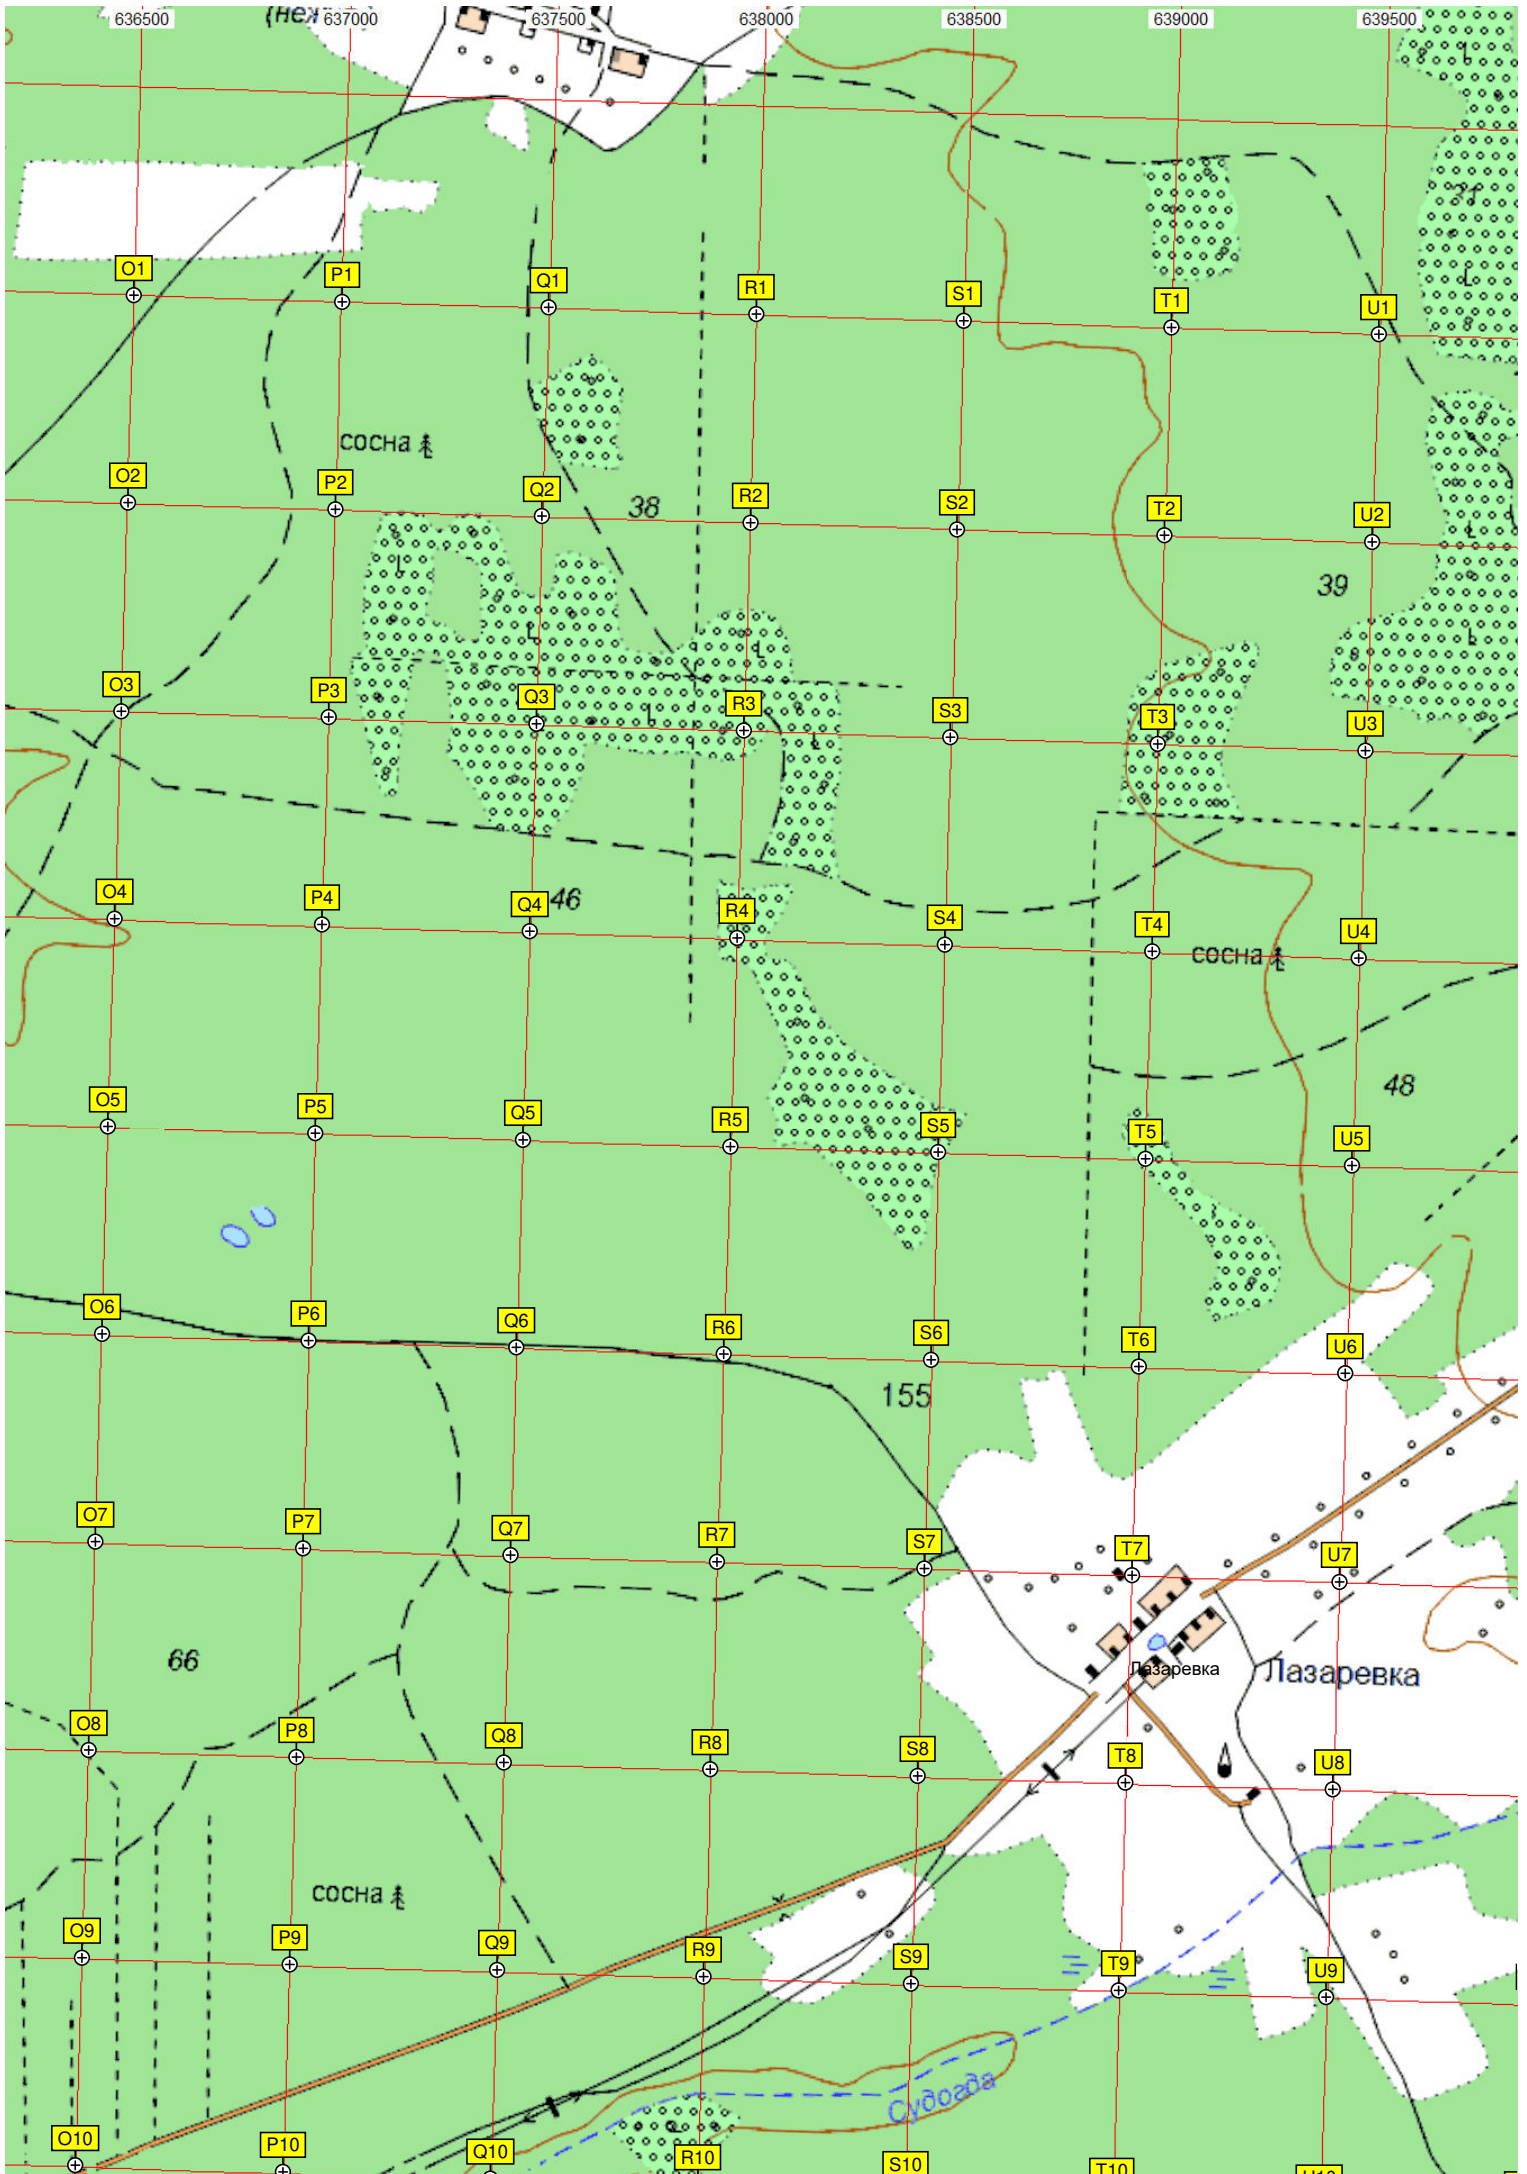 636500 637000 637500 638000 638500 639000 639500
21
O1 P1 Q1 R1 S1 T1 U1
сосна
O2 P2 Q2 38 R2 S2 T2 U2
39
O3 P3 Q3 R3 S3 T3 U3
O4 P4 Q4 46 R4 S4 T4 U4
сосна
48
O5 P5 Q5 R5 S5 T5 U5
O6 P6 Q6 R6 S6 T6 U6
155
O7 P7 Q7 R7 S7 T7 U7
66
Лазаревка Лазаревка
O8 P8 Q8 R8 S8 T8 U8
сосна
O9 P9 Q9 R9 S9 T9 U9
Судогда
O10 P10 Q10 R10 S10 T10 U10